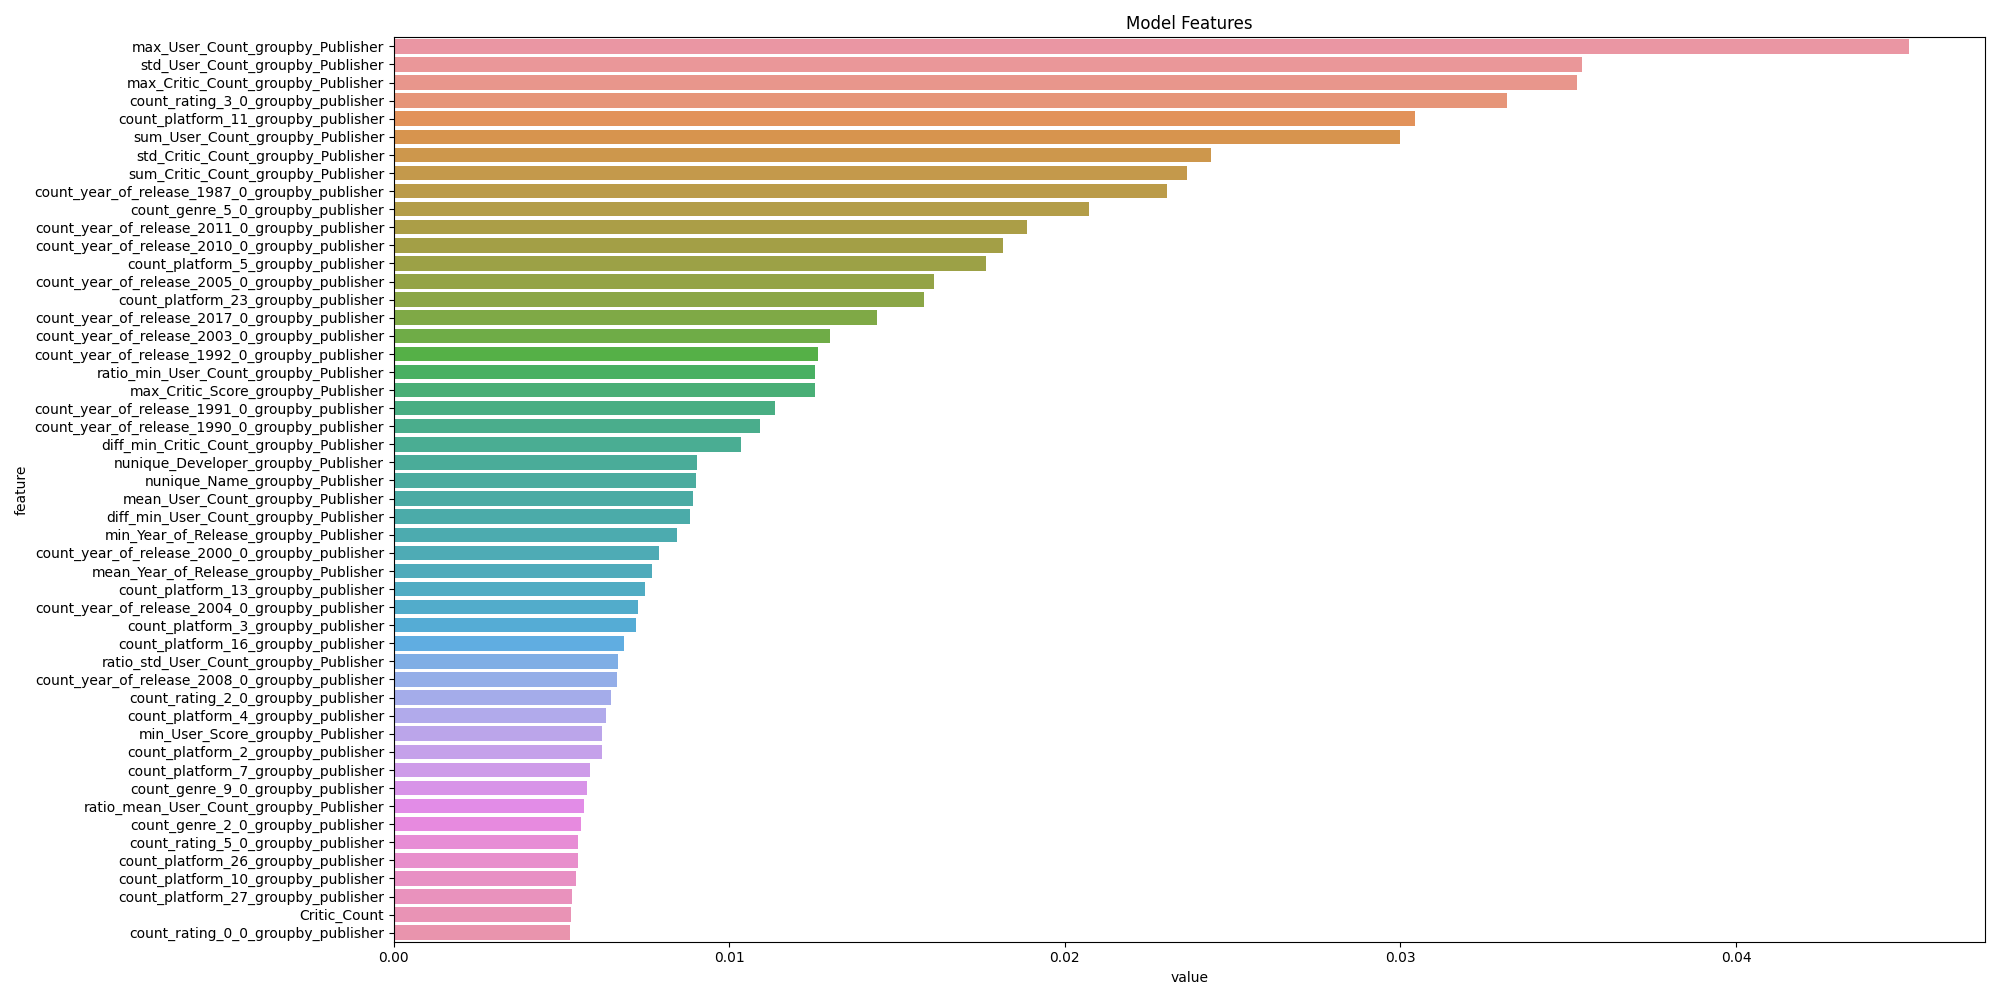 Model Features
max_User_Count_groupby_Publisher
std_User_Count_groupby_Publisher
max_Critic_Count_groupby_Publisher
count_rating_3_0_groupby_publisher
count_platform_11_groupby_publisher
sum_User_Count_groupby_Publisher
std_Critic_Count_groupby_Publisher
sum_Critic_Count_groupby_Publisher
count_year_of_release_1987_0_groupby_publisher
count_genre_5_0_groupby_publisher
count_year_of_release_2011_0_groupby_publisher
count_year_of_release_2010_0_groupby_publisher
count_platform_5_groupby_publisher
count_year_of_release_2005_0_groupby_publisher
count_platform_23_groupby_publisher
count_year_of_release_2017_0_groupby_publisher
count_year_of_release_2003_0_groupby_publisher
count_year_of_release_1992_0_groupby_publisher
ratio_min_User_Count_groupby_Publisher
max_Critic_Score_groupby_Publisher
count_year_of_release_1991_0_groupby_publisher
count_year_of_release_1990_0_groupby_publisher
diff_min_Critic_Count_groupby_Publisher
nunique_Developer_groupby_Publisher
nunique_Name_groupby_Publisher
mean_User_Count_groupby_Publisher
diff_min_User_Count_groupby_Publisher
min_Year_of_Release_groupby_Publisher
count_year_of_release_2000_0_groupby_publisher
mean_Year_of_Release_groupby_Publisher
count_platform_13_groupby_publisher
count_year_of_release_2004_0_groupby_publisher
count_platform_3_groupby_publisher
count_platform_16_groupby_publisher
ratio_std_User_Count_groupby_Publisher
count_year_of_release_2008_0_groupby_publisher
count_rating_2_0_groupby_publisher
count_platform_4_groupby_publisher
min_User_Score_groupby_Publisher
count_platform_2_groupby_publisher
count_platform_7_groupby_publisher
count_genre_9_0_groupby_publisher
ratio_mean_User_Count_groupby_Publisher
count_genre_2_0_groupby_publisher
count_rating_5_0_groupby_publisher
count_platform_26_groupby_publisher
count_platform_10_groupby_publisher
count_platform_27_groupby_publisher
Critic_Count
count_rating_0_0_groupby_publisher
feature
0.00 0.01 0.02 0.03 0.04
value